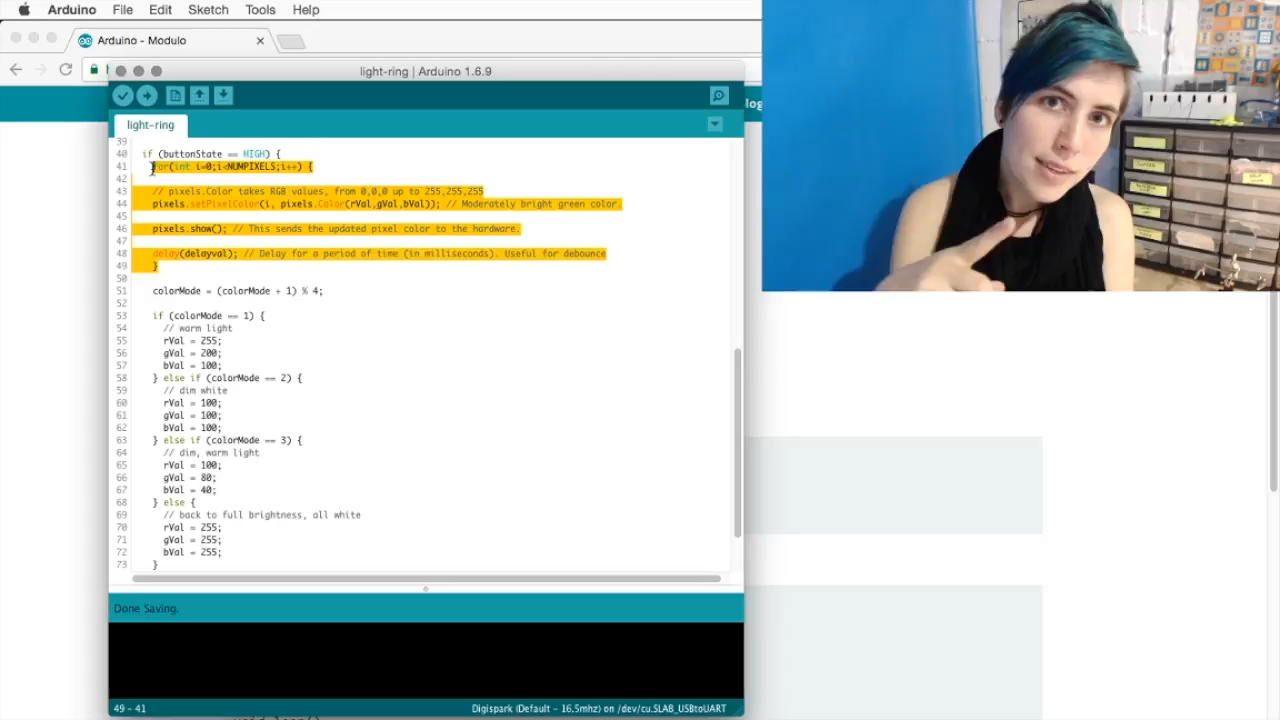 Arduino File Edit Sketch Tools Help
Arduino - Modulo
light-ring | Arduino 1.6.9
log
light-ring
39
40 if (buttonState == HIGH) {
41 for(int i=0;i<NUMPIXELS;i++) {
42
43 // pixels.Color takes RGB values, from 0,0,0 up to 255,255,255
44 pixels.setPixelColor(i, pixels.Color(rVal,gVal,bVal)); // Moderately bright green color.
45
46 pixels.show(); // This sends the updated pixel color to the hardware.
47
48 delay(delayval); // Delay for a period of time (in milliseconds). Useful for debounce
49 }
50
51 colorMode = (colorMode + 1) % 4;
52
53 if (colorMode == 1) {
54 // warm light
55 rVal = 255;
56 gVal = 200;
57 bVal = 100;
58 } else if (colorMode == 2) {
59 // dim white
60 rVal = 100;
61 gVal = 100;
62 bVal = 100;
63 } else if (colorMode == 3) {
64 // dim, warm light
65 rVal = 100;
66 gVal = 80;
67 bVal = 40;
68 } else {
69 // back to full brightness, all white
70 rVal = 255;
71 gVal = 255;
72 bVal = 255;
73 }
Done Saving.
49 - 41 Digispark (Default - 16.5mhz) on /dev/cu.SLAB_USBtoUART